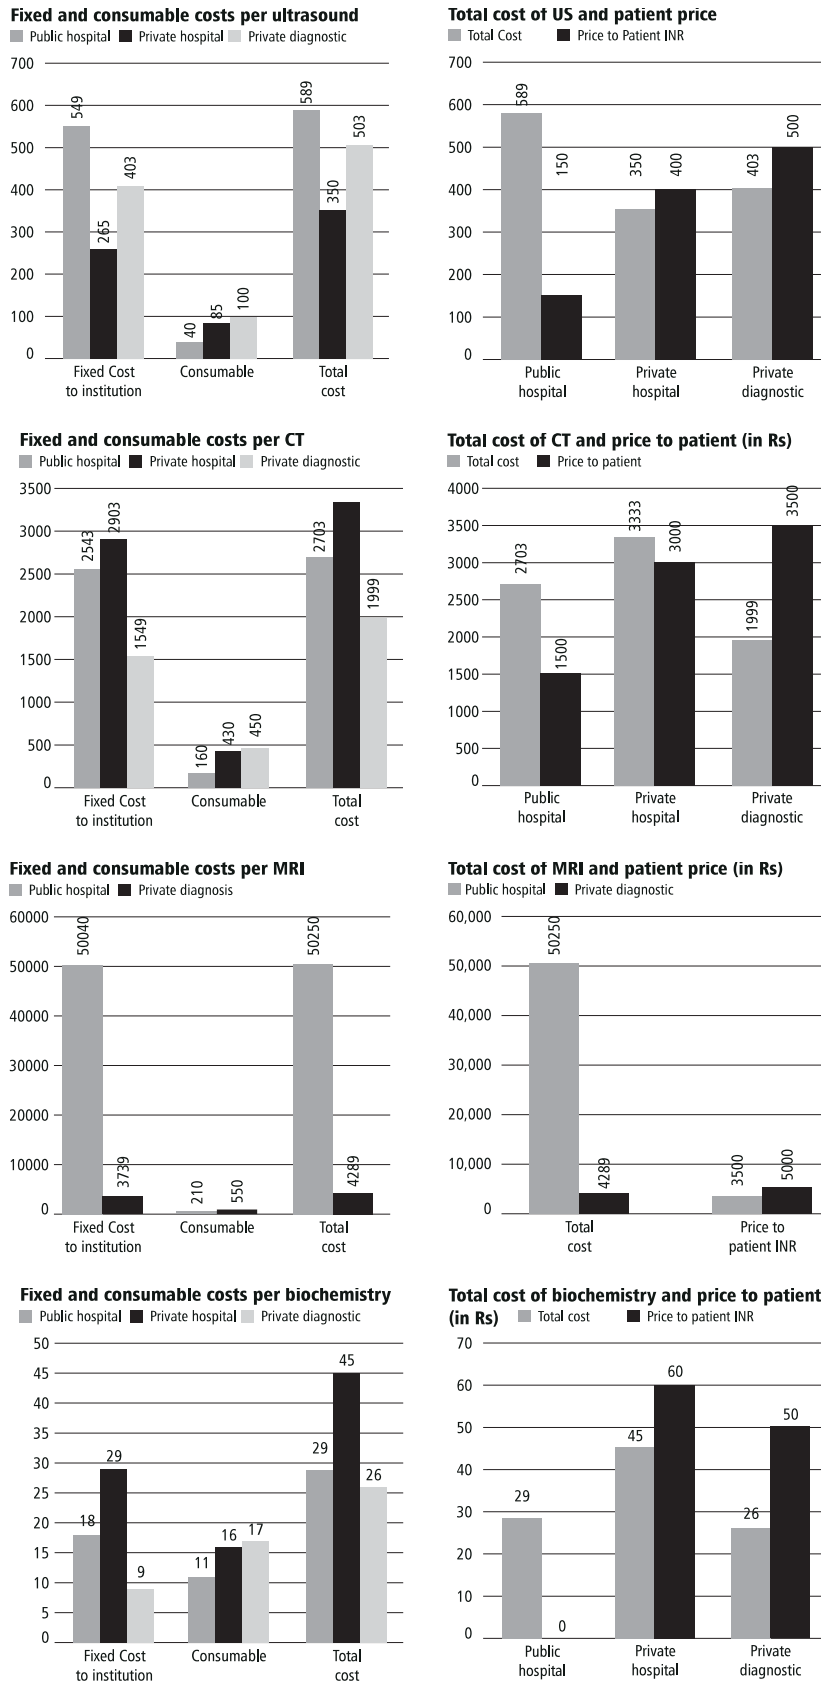 Fixed and consumable costs per ultrasound
Public hospital Private hospital Private diagnostic
700
600
500
400
300
200
100
0
549
265
403
40
85
100
589
350
503
Fixed Cost
to institution
Consumable
Total
cost
Total cost of US and patient price
Total Cost Price to Patient INR
700
600
500
400
300
200
100
0
589
150
350
400
403
500
Public
hospital
Private
hospital
Private
diagnostic
Fixed and consumable costs per CT
Public hospital Private hospital Private diagnostic
3500
3000
2500
2000
1500
1000
500
0
2543
2903
1549
160
430
450
2703
1999
Fixed Cost
to institution
Consumable
Total
cost
Total cost of CT and price to patient (in Rs)
Total cost Price to patient
4000
3500
3000
2500
2000
1500
1000
500
0
2703
1500
3333
3000
1999
3500
Public
hospital
Private
hospital
Private
diagnostic
Fixed and consumable costs per MRI
Public hospital Private diagnosis
60000
50000
40000
30000
20000
10000
0
50040
3739
210
550
50250
4289
Fixed Cost
to institution
Consumable
Total
cost
Total cost of MRI and patient price (in Rs)
Public hospital Private diagnostic
60,000
50,000
40,000
30,000
20,000
10,000
0
50250
4289
3500
5000
Total
cost
Price to
patient INR
Fixed and consumable costs per biochemistry
Public hospital Private hospital Private diagnostic
50
45
40
35
30
25
20
15
10
5
0
18
29
9
11
16
17
29
45
26
Fixed Cost
to institution
Consumable
Total
cost
Total cost of biochemistry and price to patient
(in Rs) Total cost Price to patient INR
70
60
50
40
30
20
10
0
29
0
45
60
26
50
Public
hospital
Private
hospital
Private
diagnostic